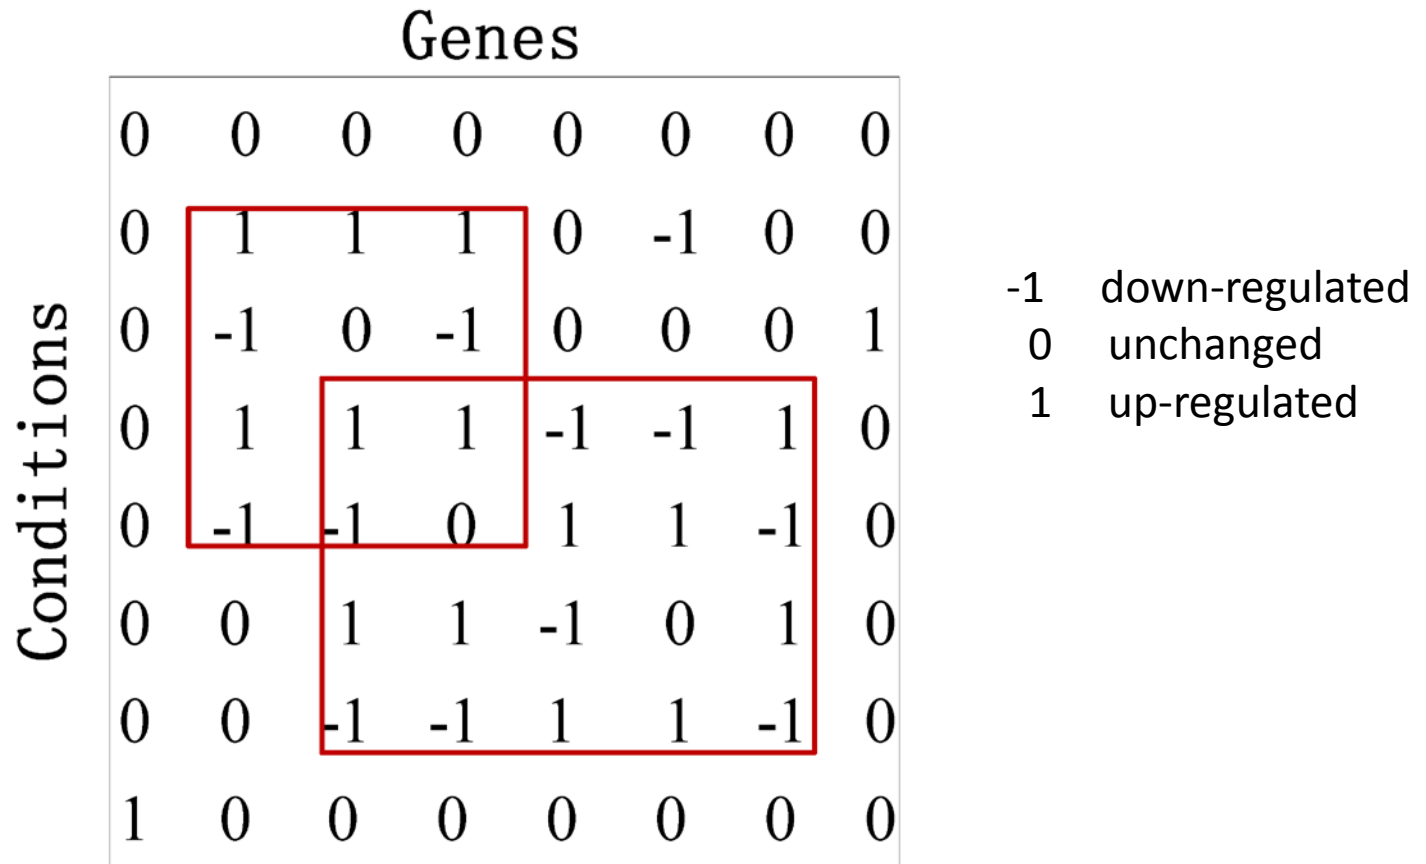 Genes
Conditions
0 0 0 0 0 0 0 0
0 1 1 1 0 -1 0 0
0 -1 0 -1 0 0 0 1
0 1 1 1 -1 -1 1 0
0 -1 -1 0 1 1 -1 0
0 0 1 1 -1 0 1 0
0 0 -1 -1 1 1 -1 0
1 0 0 0 0 0 0 0
-1 down-regulated
0 unchanged
1 up-regulated